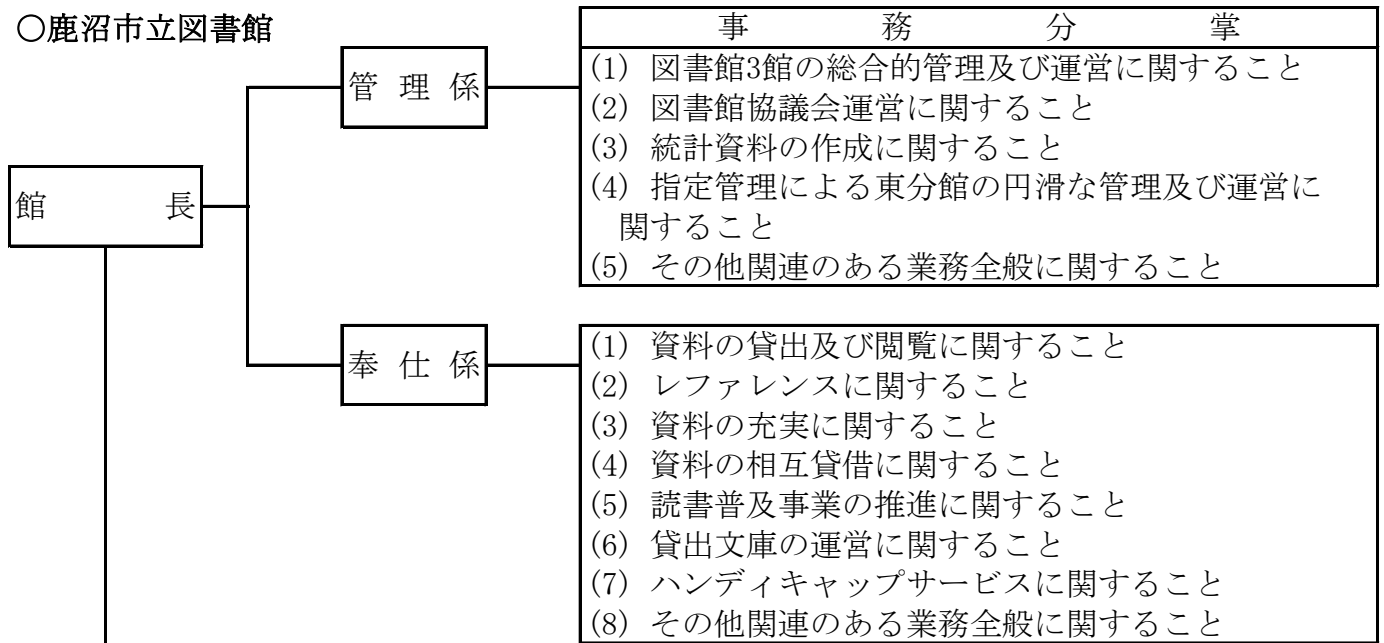 ○鹿沼市立図書館
事務分掌
管理係
(1) 図書館3館の総合的管理及び運営に関すること
(2) 図書館協議会運営に関すること
(3) 統計資料の作成に関すること
(4) 指定管理による東分館の円滑な管理及び運営に
関すること
(5) その他関連のある業務全般に関すること
館長
奉仕係
(1) 資料の貸出及び閲覧に関すること
(2) レファレンスに関すること
(3) 資料の充実に関すること
(4) 資料の相互貸借に関すること
(5) 読書普及事業の推進に関すること
(6) 貸出文庫の運営に関すること
(7) ハンディキャップサービスに関すること
(8) その他関連のある業務全般に関すること